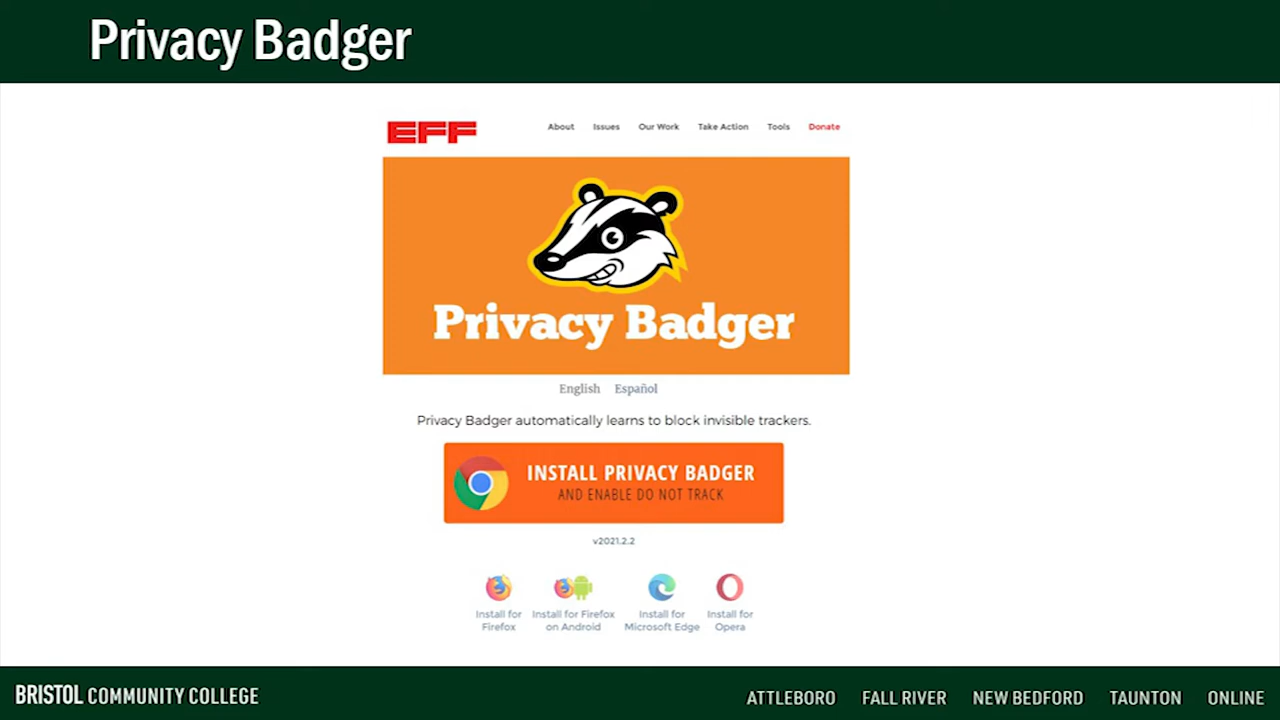 Privacy Badger
EFF
About Issues Our Work Take Action Tools Donate
Privacy Badger
English Español
Privacy Badger automatically learns to block invisible trackers.
INSTALL PRIVACY BADGER
AND ENABLE DO NOT TRACK
v2021.2.2
Install for Firefox
Install for Firefox on Android
Install for Microsoft Edge
Install for Opera
BRISTOL COMMUNITY COLLEGE
ATTLEBORO FALL RIVER NEW BEDFORD TAUNTON ONLINE